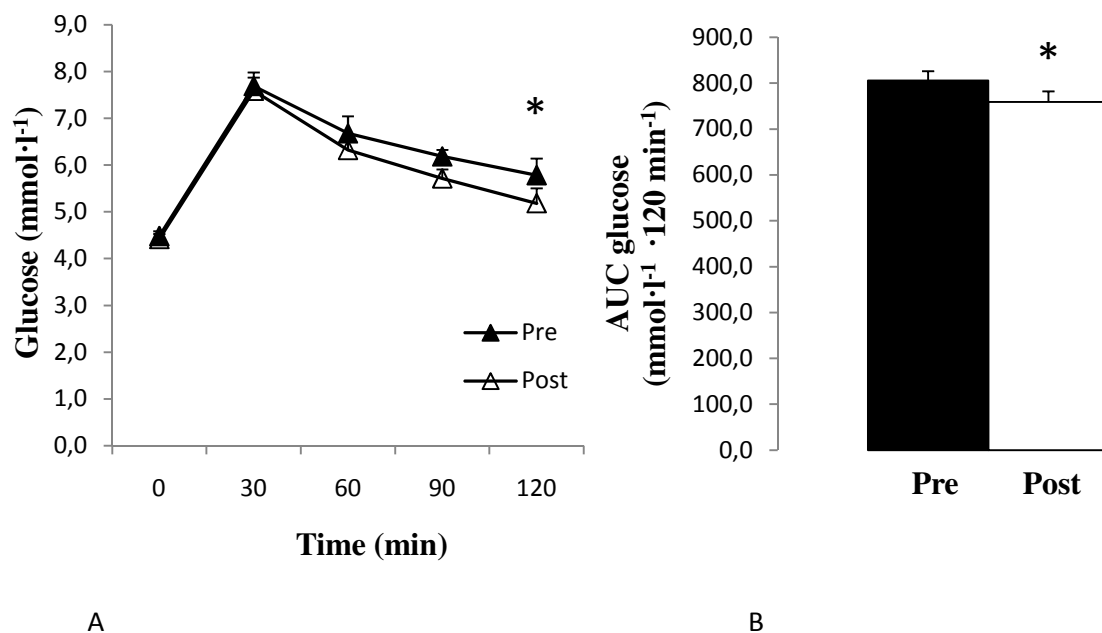 9,0
8,0
7,0
6,0
5,0
4,0
3,0
2,0
1,0
0,0
Glucose (mmol·l-1)
*
Pre
Post
0 30 60 90 120
Time (min)
A
900,0
800,0
700,0
600,0
500,0
400,0
300,0
200,0
100,0
0,0
AUC glucose
(mmol·l-1 ·120 min-1)
*
Pre Post
B